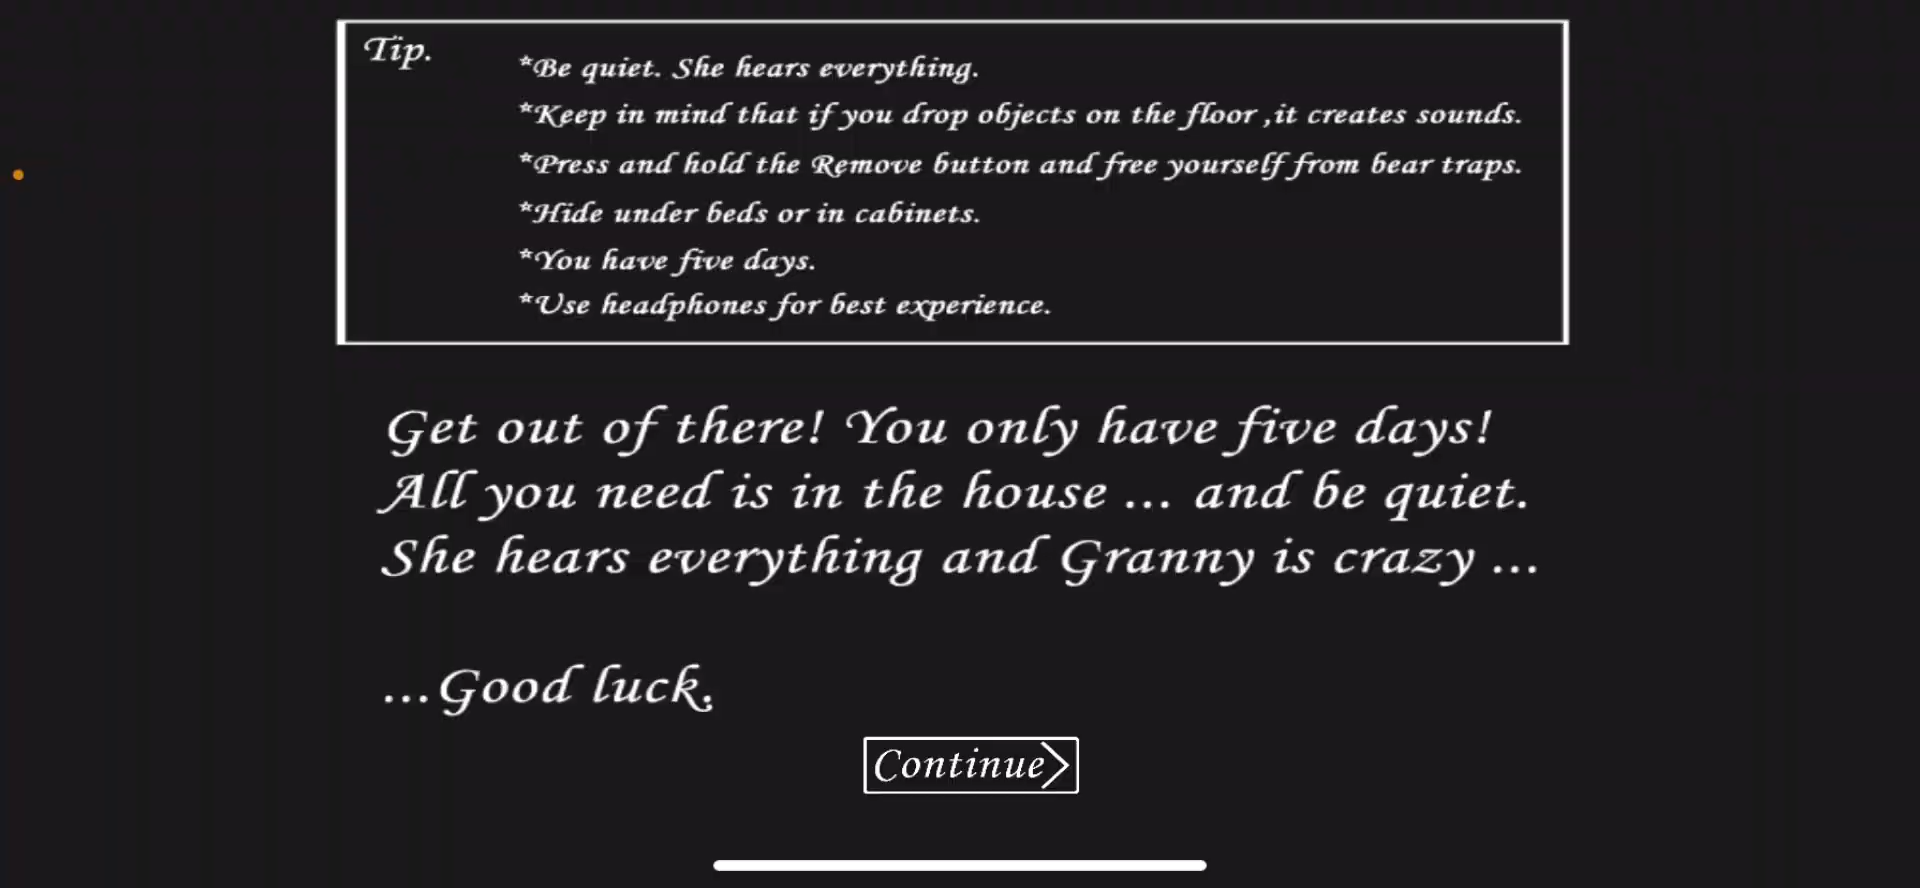 Tip.
*Be quiet. She hears everything.
*Keep in mind that if you drop objects on the floor ,it creates sounds.
*Press and hold the Remove button and free yourself from bear traps.
*Hide under beds or in cabinets.
*You have five days.
*Use headphones for best experience.
Get out of there! You only have five days!
All you need is in the house ... and be quiet.
She hears everything and Granny is crazy ...
...Good luck.
Continue>